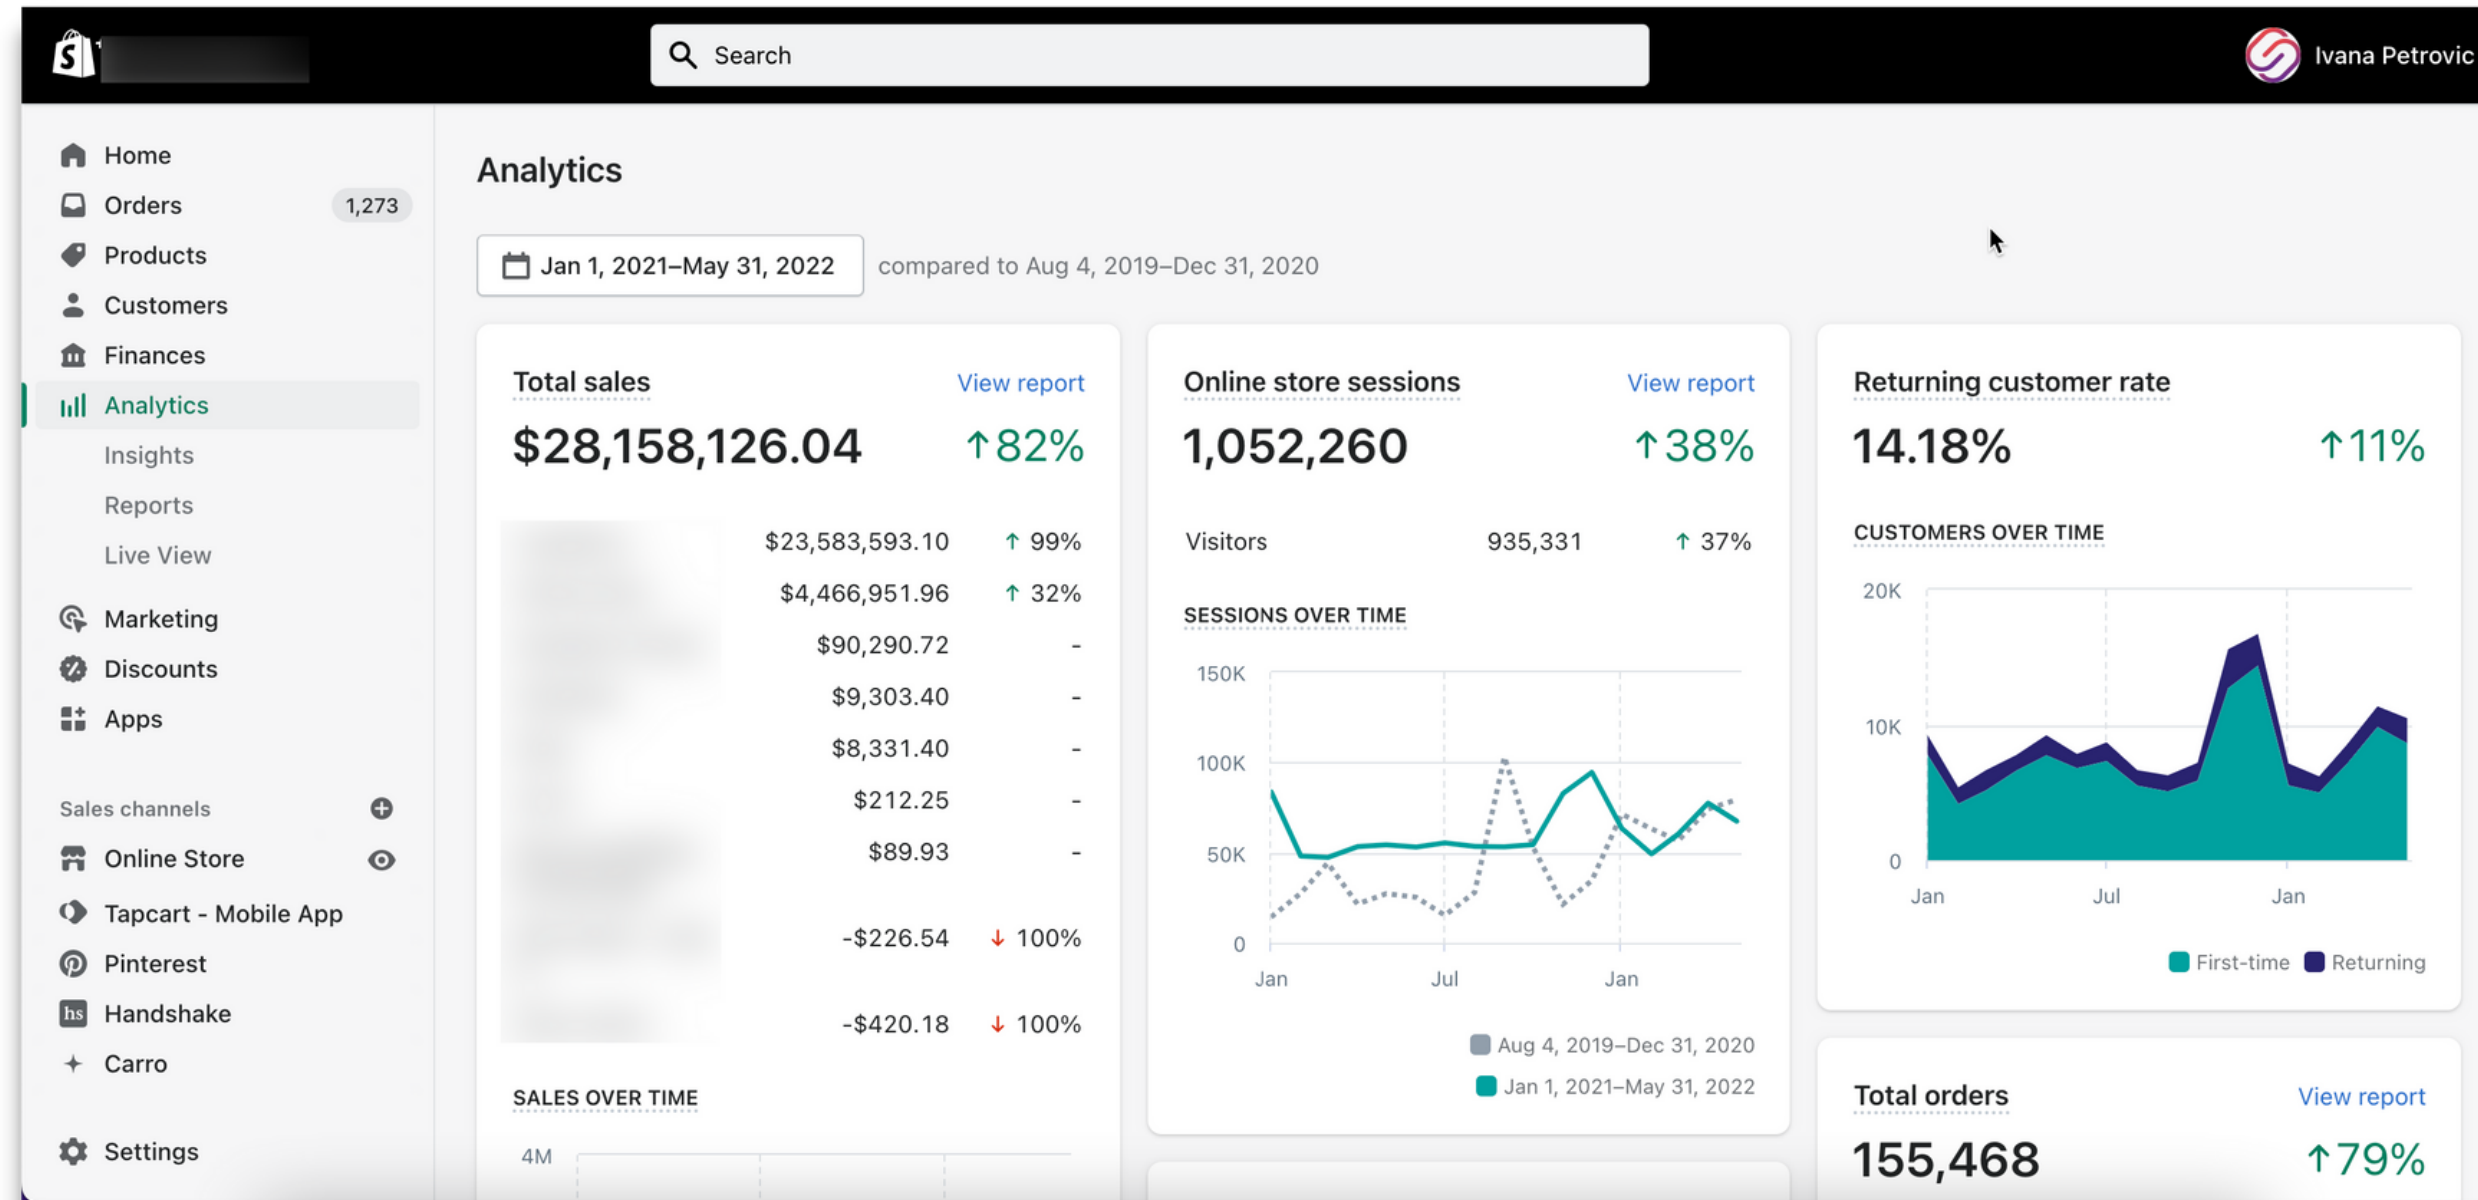 Search
Ivana Petrovic
Home
Orders 1,273
Products
Customers
Finances
Analytics
Insights
Reports
Live View
Marketing
Discounts
Apps
Sales channels
Online Store
Tapcart - Mobile App
Pinterest
hs Handshake
Carro
Settings
Analytics
Jan 1, 2021–May 31, 2022 compared to Aug 4, 2019–Dec 31, 2020
Total sales View report
$28,158,126.04 ↑82%
$23,583,593.10 ↑ 99%
$4,466,951.96 ↑ 32%
$90,290.72 -
$9,303.40 -
$8,331.40 -
$212.25 -
$89.93 -
-$226.54 ↓ 100%
-$420.18 ↓ 100%
SALES OVER TIME
4M
Online store sessions View report
1,052,260 ↑38%
Visitors 935,331 ↑ 37%
SESSIONS OVER TIME
150K
100K
50K
0
Jan Jul Jan
Aug 4, 2019–Dec 31, 2020
Jan 1, 2021–May 31, 2022
Returning customer rate
14.18% ↑11%
CUSTOMERS OVER TIME
20K
10K
0
Jan Jul Jan
First-time Returning
Total orders View report
155,468 ↑79%